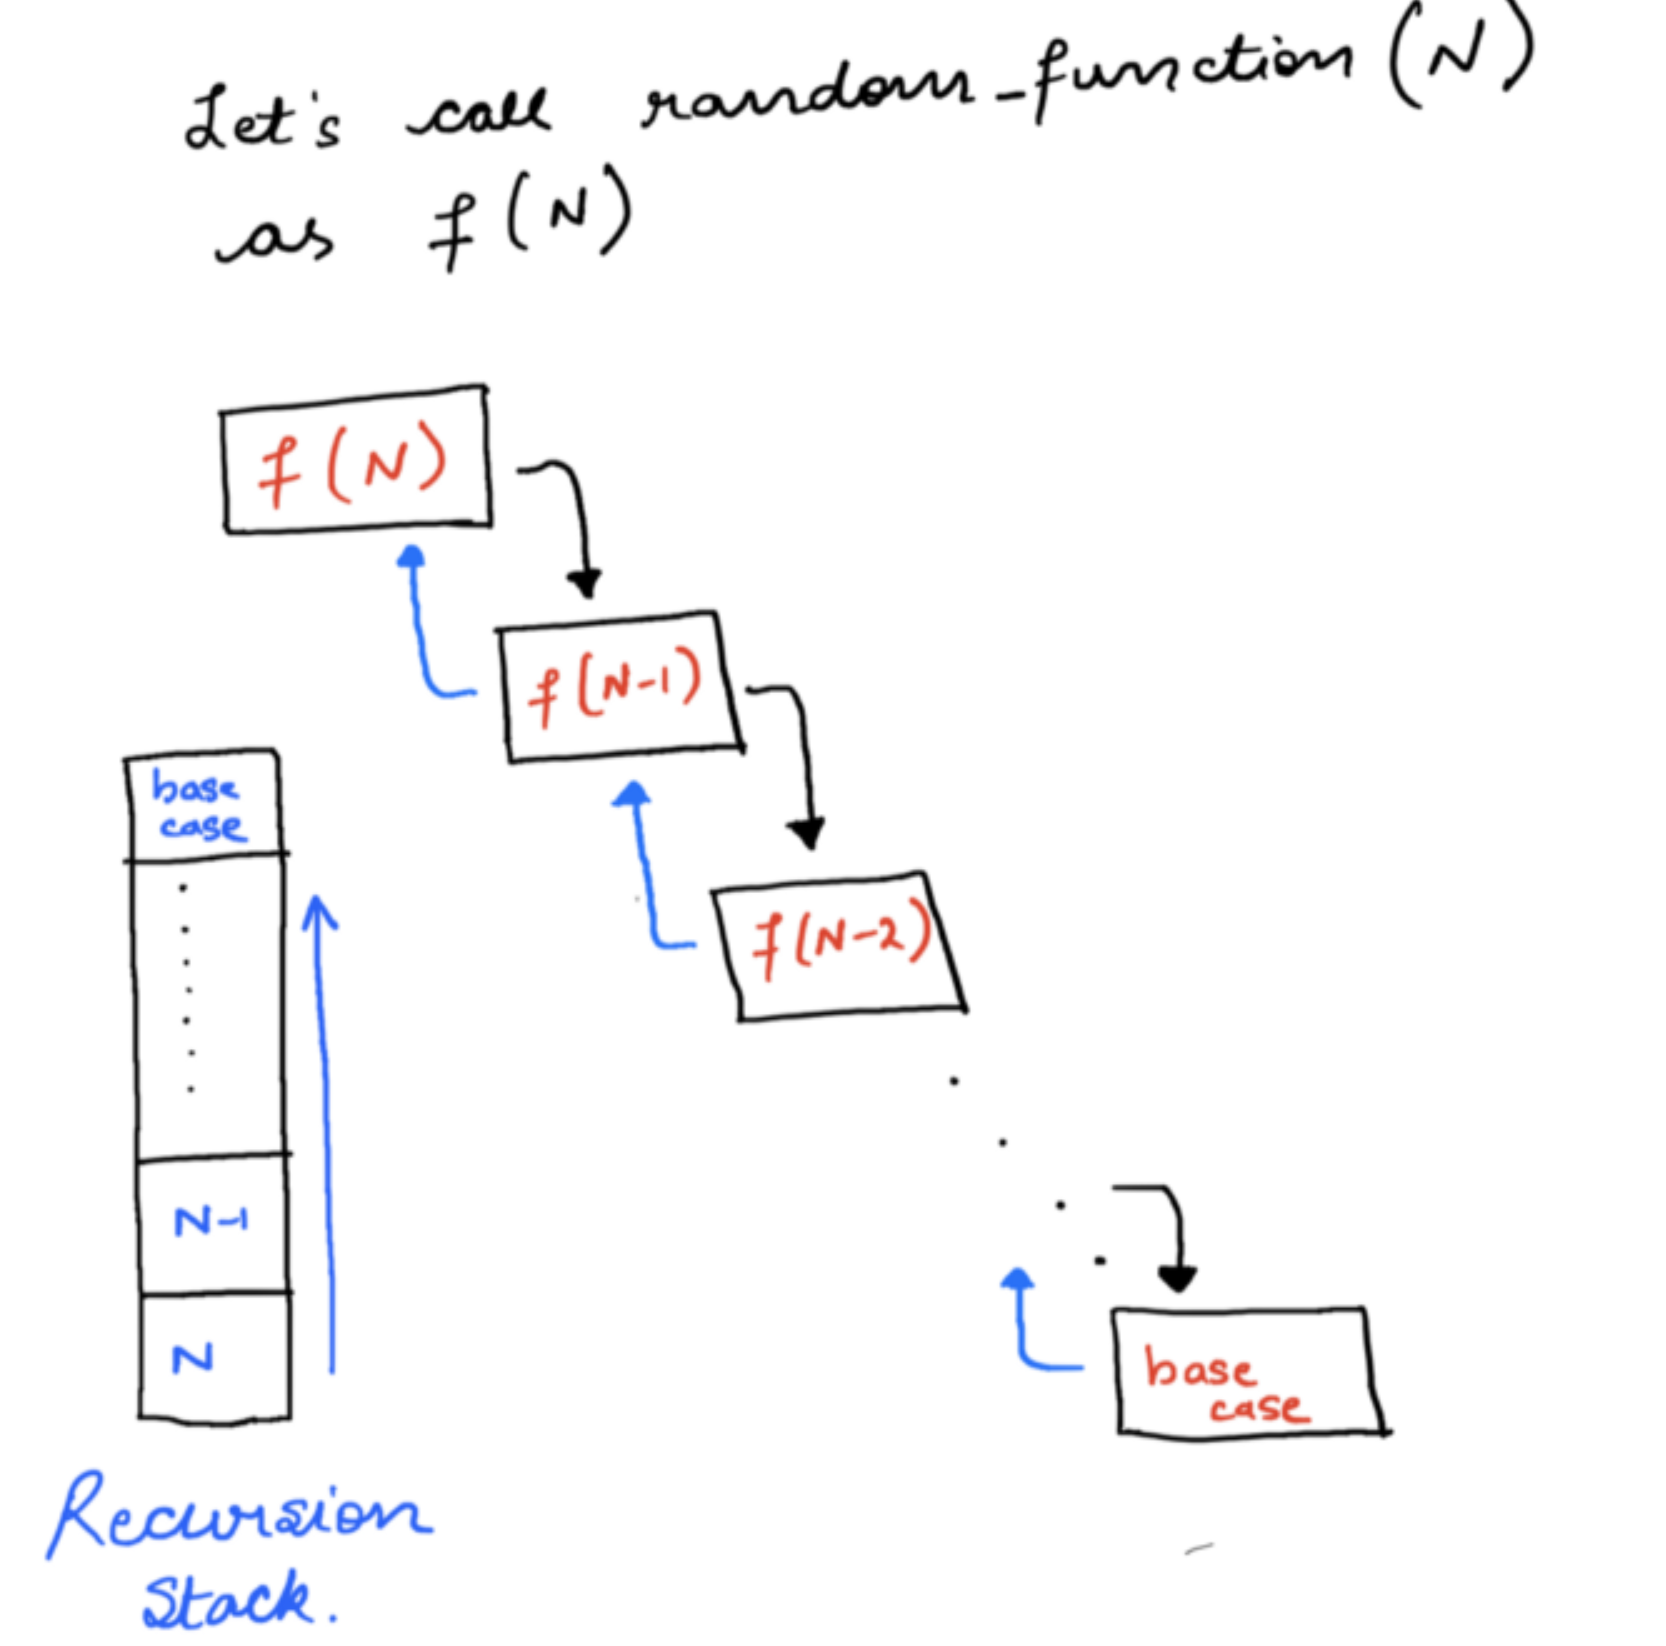 Let's call random_function (N)
as f (N)
f (N)
f (N-1)
f (N-2)
base
case
base
case
N-1
N
Recursion
Stack.